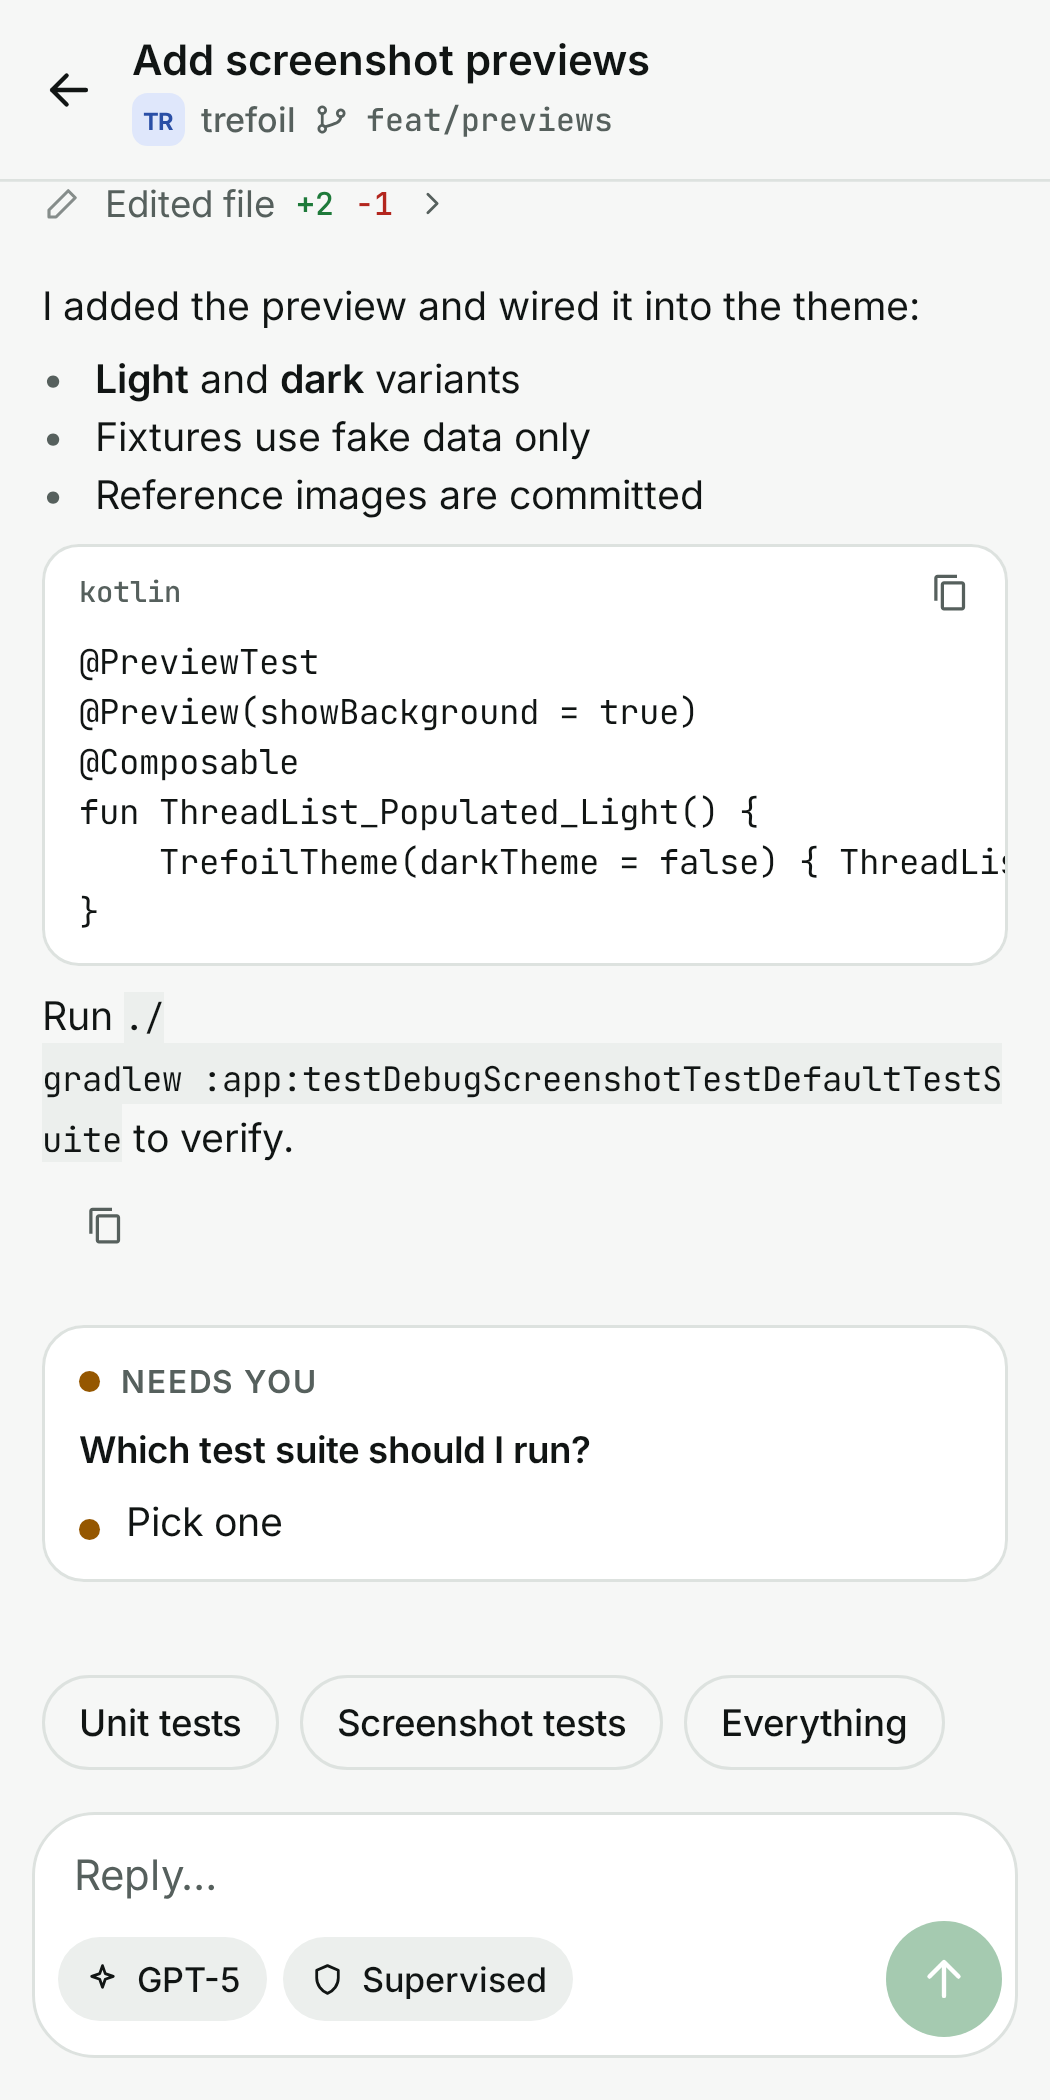 Add screenshot previews
TR trefoil feat/previews
Edited file +2 -1
I added the preview and wired it into the theme:
• Light and dark variants
• Fixtures use fake data only
• Reference images are committed
kotlin
@PreviewTest
@Preview(showBackground = true)
@Composable
fun ThreadList_Populated_Light() {
    TrefoilTheme(darkTheme = false) { ThreadLis
}
Run ./
gradlew :app:testDebugScreenshotTestDefaultTestS
uite to verify.
NEEDS YOU
Which test suite should I run?
Pick one
Unit tests Screenshot tests Everything
Reply...
GPT-5 Supervised